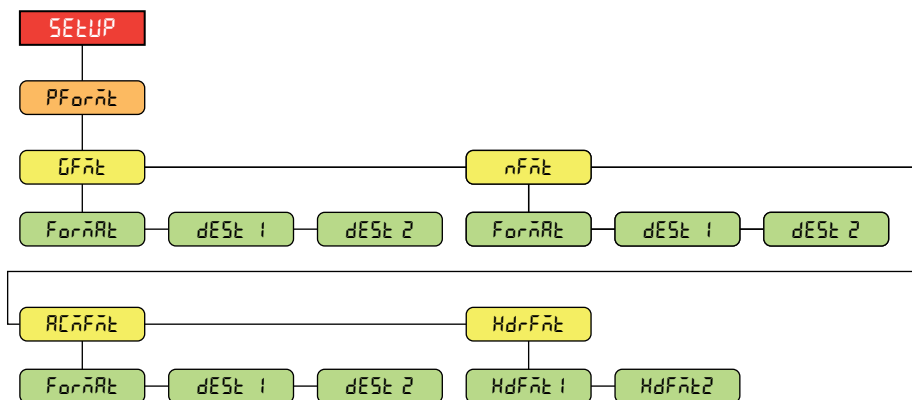 SEtUP
PFormt
GFmt nFmt
FormAt dESt 1 dESt 2 FormAt dESt 1 dESt 2
ACmFmt HdrFmt
FormAt dESt 1 dESt 2 HdFmt1 HdFmt2